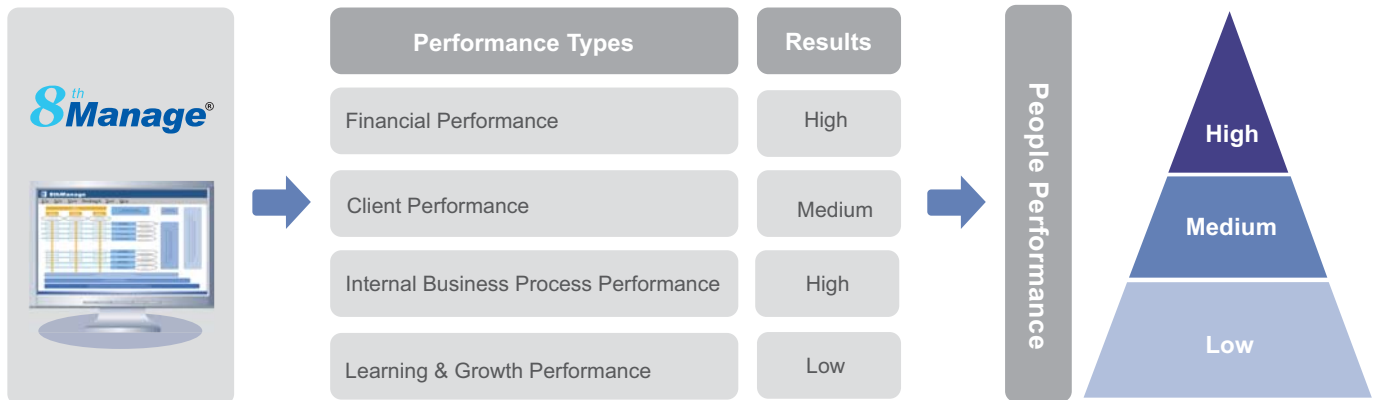 8th Manage®
8thManage
Performance Types
Results
Financial Performance
High
Client Performance
Medium
Internal Business Process Performance
High
Learning & Growth Performance
Low
People Performance
High
Medium
Low